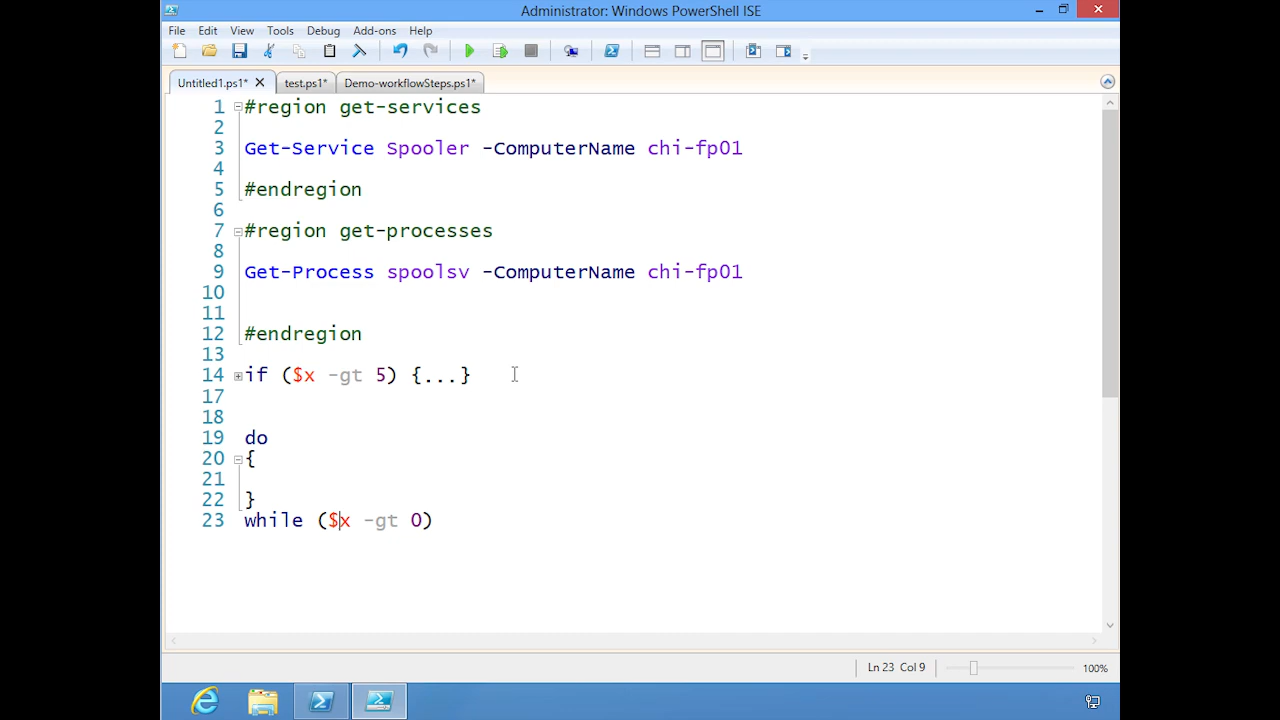 Administrator: Windows PowerShell ISE
File Edit View Tools Debug Add-ons Help
Untitled1.ps1* test.ps1* Demo-workflowSteps.ps1*
1 #region get-services
2
3 Get-Service Spooler -ComputerName chi-fp01
4
5 #endregion
6
7 #region get-processes
8
9 Get-Process spoolsv -ComputerName chi-fp01
10
11
12 #endregion
13
14 if ($x -gt 5) {...}
17
18
19 do
20 {
21
22 }
23 while ($x -gt 0)
Ln 23 Col 9 100%